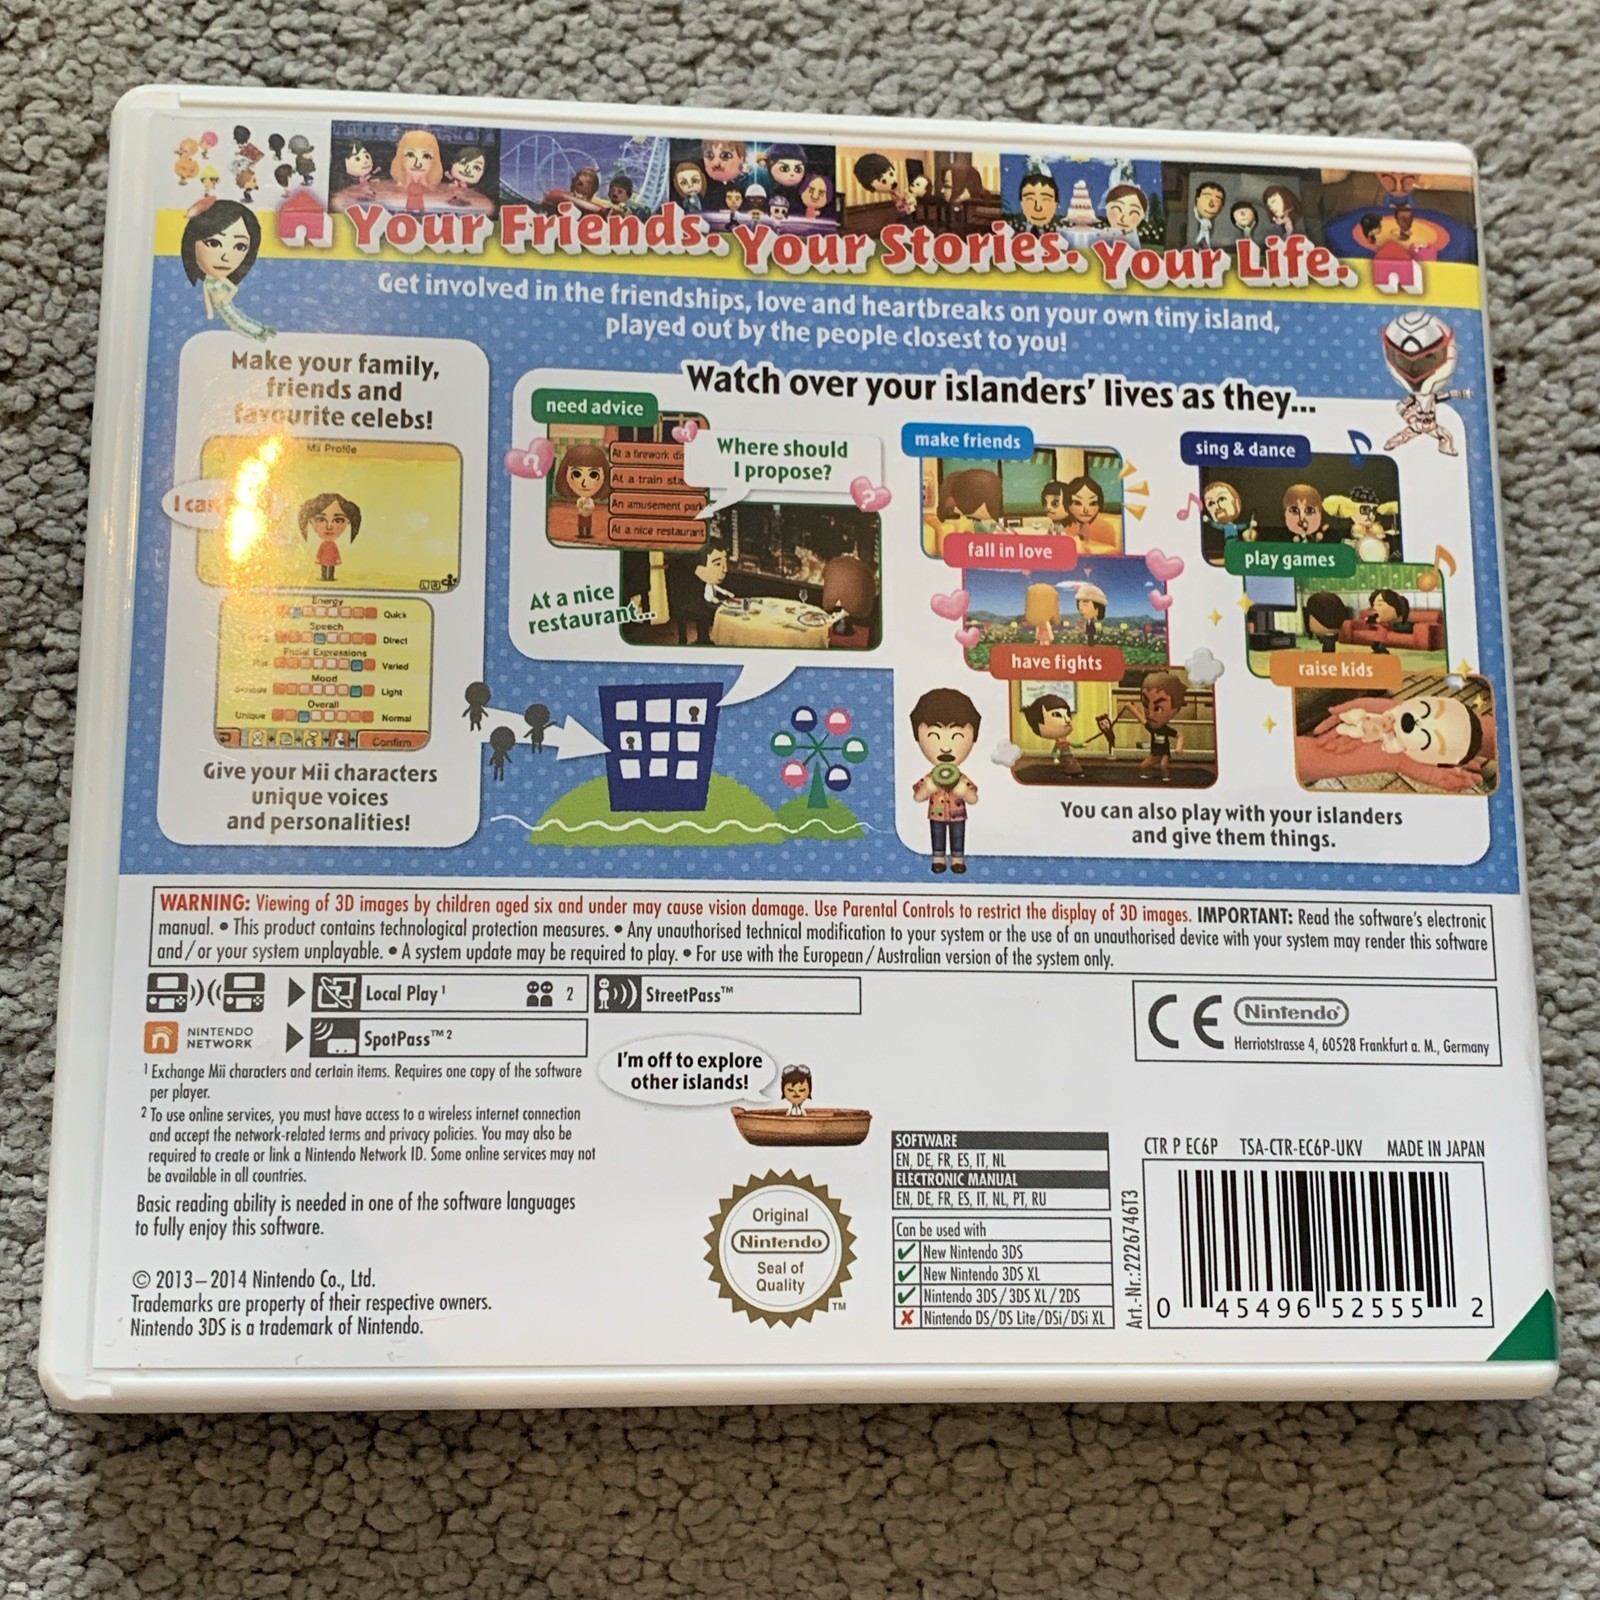 Your Friends. Your Stories. Your Life.
Get involved in the friendships, love and heartbreaks on your own tiny island,
played out by the people closest to you!
Make your family,
friends and
favourite celebs!
Mii Profile
Energy
Quick
Speech
Direct
Facial Expressions
Varied
Mood
Light
Overall
Unique
Normal
Confirm
Give your Mii characters
unique voices
and personalities!
Watch over your islanders' lives as they...
need advice
At a train
An amusement park
At a nice restaurant
Where should
I propose?
At a nice
restaurant...
make friends
fall in love
have fights
sing & dance
play games
raise kids
You can also play with your islanders
and give them things.
WARNING: Viewing of 3D images by children aged six and under may cause vision damage. Use Parental Controls to restrict the display of 3D images. IMPORTANT: Read the software's electronic
manual. • This product contains technological protection measures. • Any unauthorised technical modification to your system or the use of an unauthorised device with your system may render this software
and/or your system unplayable. • A system update may be required to play. • For use with the European/Australian version of the system only.
Local Play¹ 2
StreetPass™
NINTENDO
NETWORK
SpotPass™²
¹ Exchange Mii characters and certain items. Requires one copy of the software
per player.
² To use online services, you must have access to a wireless internet connection
and accept the network-related terms and privacy policies. You may also be
required to create or link a Nintendo Network ID. Some online services may not
be available in all countries.
Basic reading ability is needed in one of the software languages
to fully enjoy this software.
© 2013–2014 Nintendo Co., Ltd.
Trademarks are property of their respective owners.
Nintendo 3DS is a trademark of Nintendo.
I'm off to explore
other islands!
Original
Nintendo
Seal of
Quality
TM
CE
Nintendo
Herriotstrasse 4, 60528 Frankfurt a. M., Germany
SOFTWARE
EN, DE, FR, ES, IT, NL
ELECTRONIC MANUAL
EN, DE, FR, ES, IT, NL, PT, RU
Can be used with
New Nintendo 3DS
New Nintendo 3DS XL
Nintendo 3DS/3DS XL/2DS
Nintendo DS/DS Lite/DSi/DSi XL
CTR P EC6P TSA-CTR-EC6P-UKV MADE IN JAPAN
Art.-Nr.:2226746T3
0 45496 52555 2